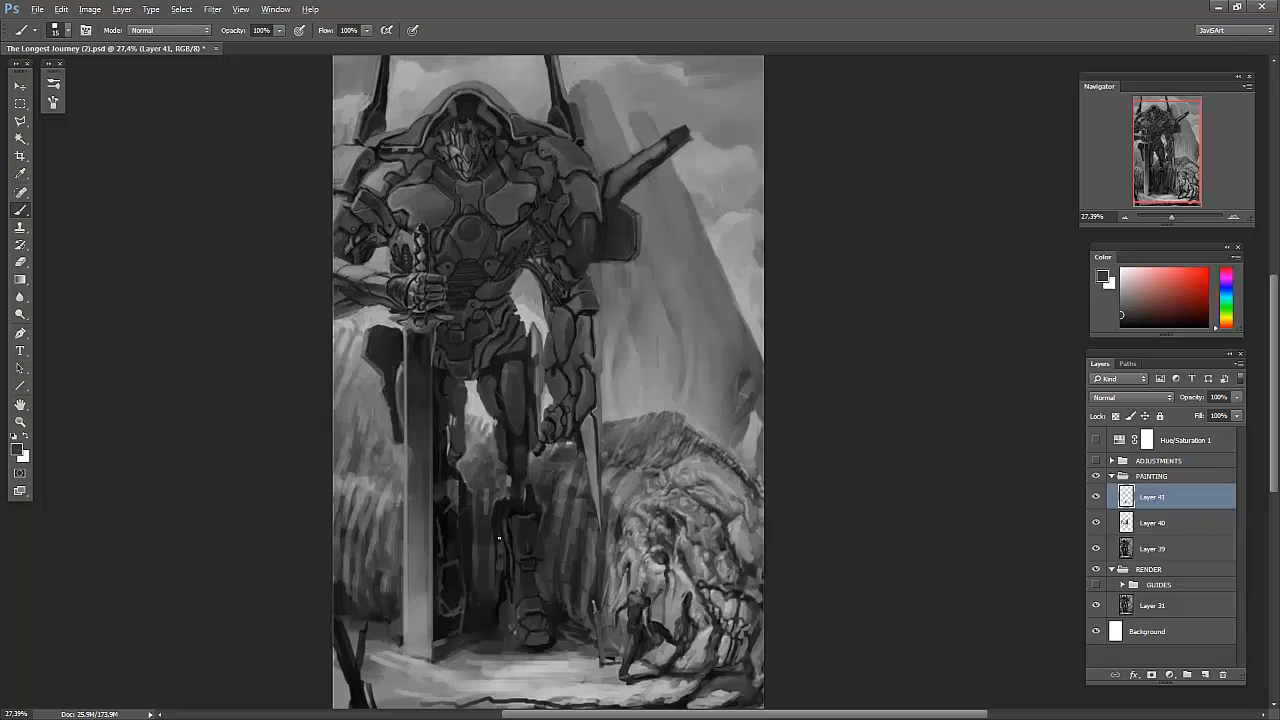 Ps File Edit Image Layer Type Select Filter View Window Help
15 Mode: Normal Opacity: 100% Flow: 100% JaviSArt
The Longest Journey (2).psd @ 27,4% (Layer 41, RGB/8) * ×
Navigator
27,39%
Color
Layers Paths
Kind
Normal Opacity: 100%
Lock: Fill: 100%
Hue/Saturation 1
ADJUSTMENTS
PAINTING
Layer 41
Layer 40
Layer 39
RENDER
GUIDES
Layer 31
Background
27,39% Doc: 25,9M/173,9M